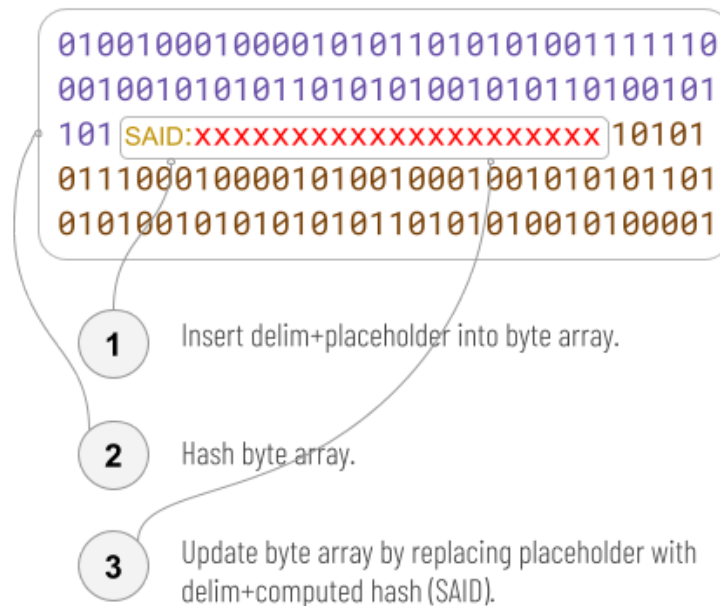 0100100010000101011010101001111110
0010010101011010101001010110100101
101 SAID:xxxxxxxxxxxxxxxxxxxxx 10101
0111000100001010010001001010101101
0101001010101010110101010010100001
1 Insert delim+placeholder into byte array.
2 Hash byte array.
3 Update byte array by replacing placeholder with
delim+computed hash (SAID).